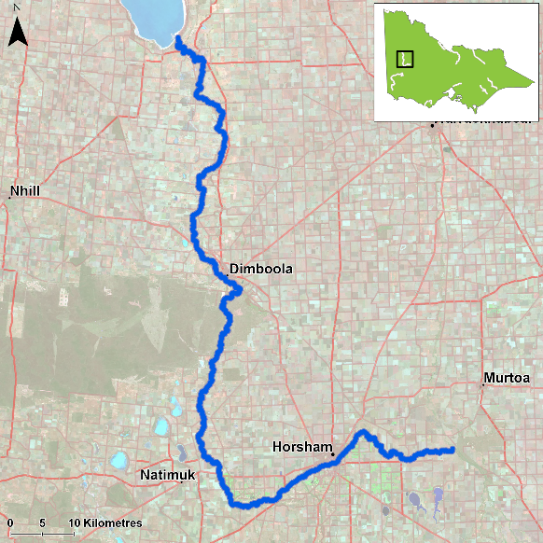 N
Nhill
Dimboola
Murtoa
Horsham
Natimuk
0 5 10 Kilometres